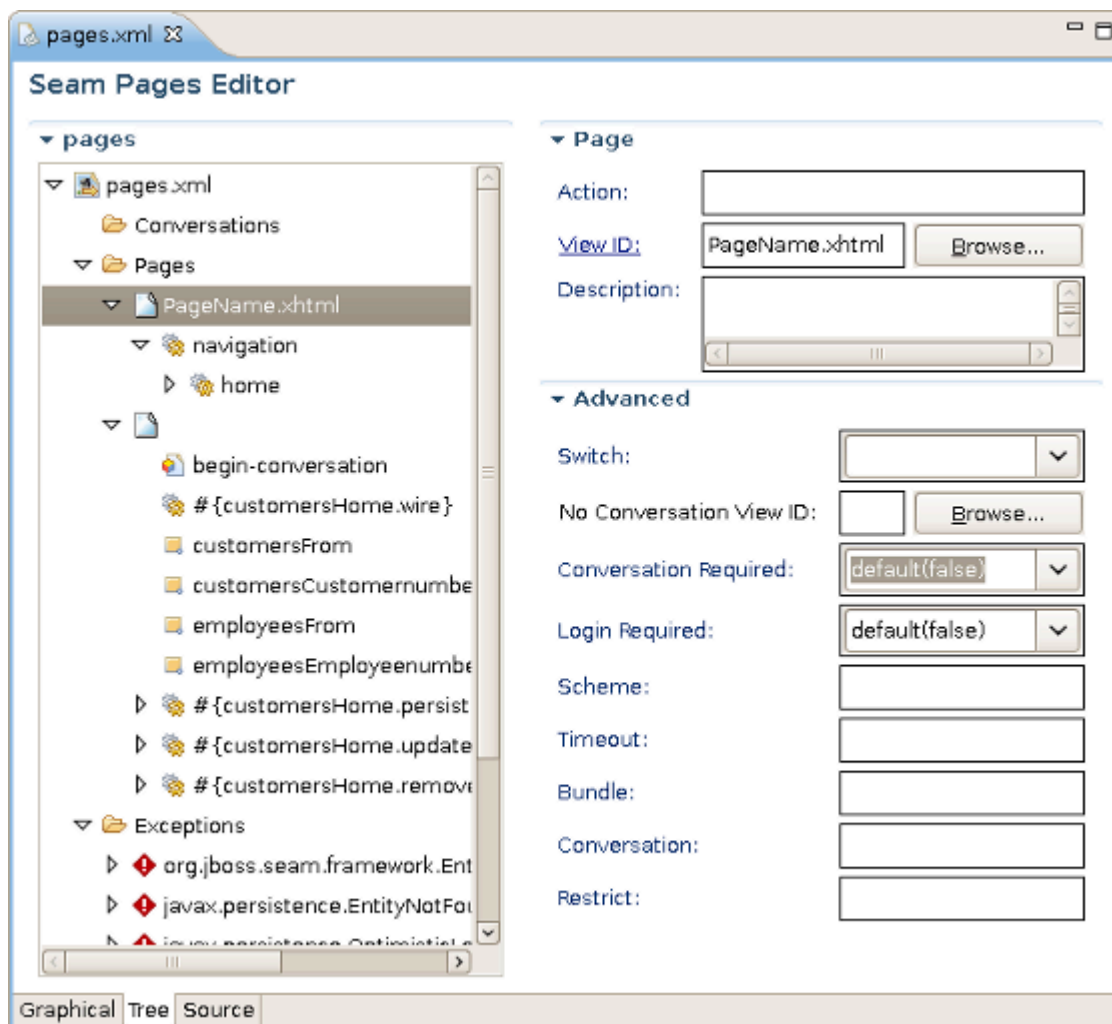 pages.xml
Seam Pages Editor
pages
pages.xml
Conversations
Pages
PageName.xhtml
navigation
home
begin-conversation
#{customersHome.wire}
customersFrom
customersCustomernumbe
employeesFrom
employeesEmployeenumbe
#{customersHome.persist
#{customersHome.update
#{customersHome.remove
Exceptions
org.jboss.seam.framework.Ent
javax.persistence.EntityNotFou
Page
Action:
View ID: PageName.xhtml Browse...
Description:
Advanced
Switch:
No Conversation View ID: Browse...
Conversation Required: default(false)
Login Required: default(false)
Scheme:
Timeout:
Bundle:
Conversation:
Restrict:
Graphical Tree Source